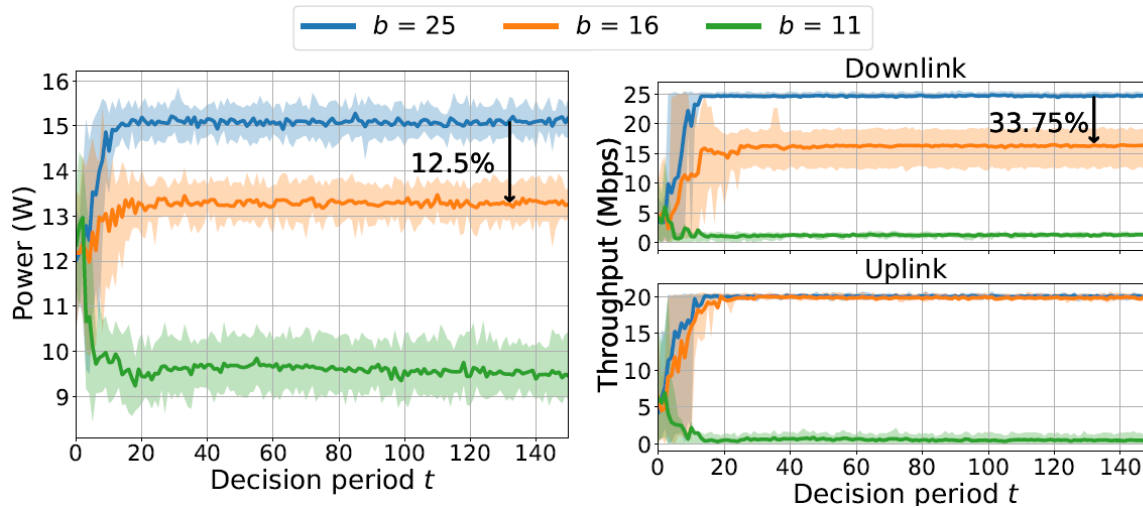 b = 25 b = 16 b = 11
Power (W)
16
15
14
13
12
11
10
9
12.5%
0 20 40 60 80 100 120 140
Decision period t
Throughput (Mbps)
Downlink
25
20
15
10
5
0
33.75%
Uplink
20
15
10
5
0
0 20 40 60 80 100 120 140
Decision period t